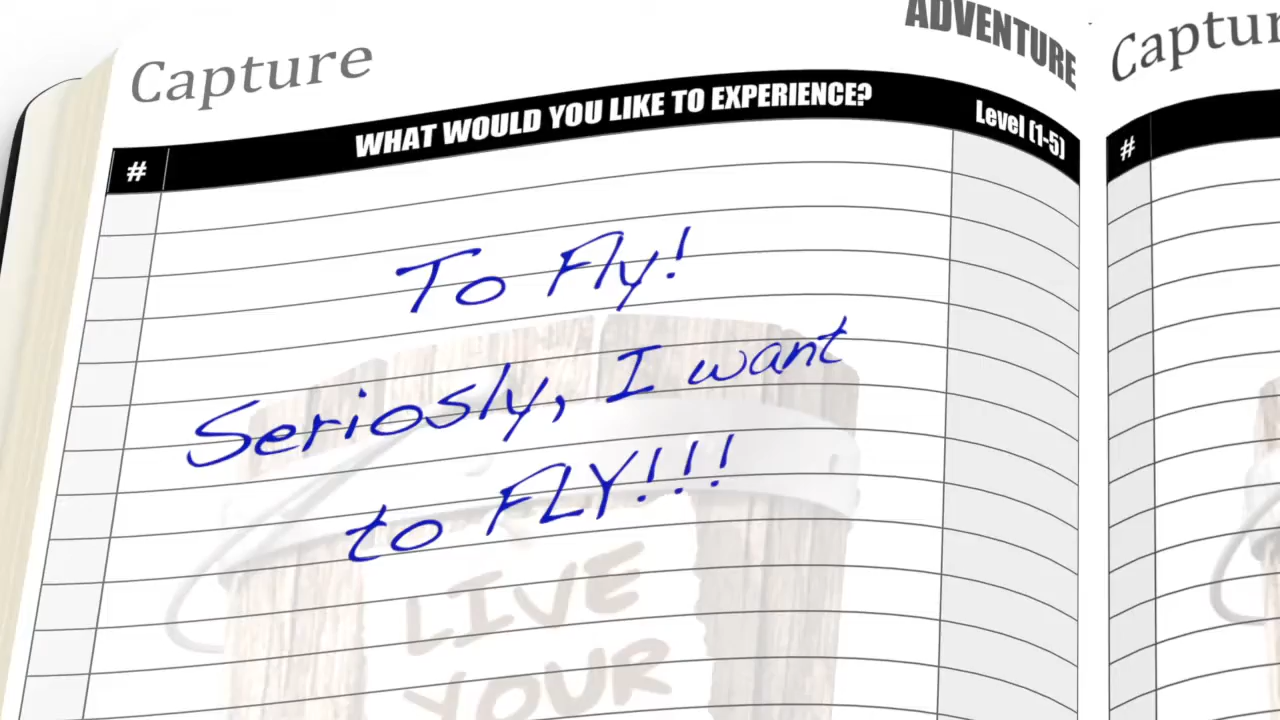 Capture
ADVENTURE
# WHAT WOULD YOU LIKE TO EXPERIENCE? Level (1-5)
To Fly!
Seriosly, I want
to FLY!!!
LIVE
YOUR
#